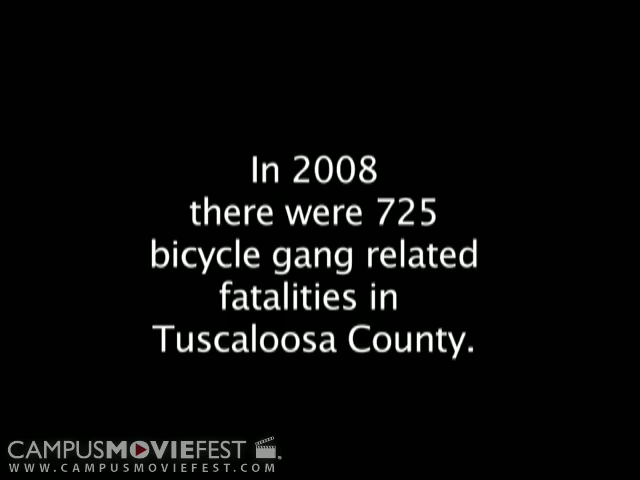 In 2008
there were 725
bicycle gang related
fatalities in
Tuscaloosa County.
CAMPUSMOVIEFEST
WWW.CAMPUSMOVIEFEST.COM